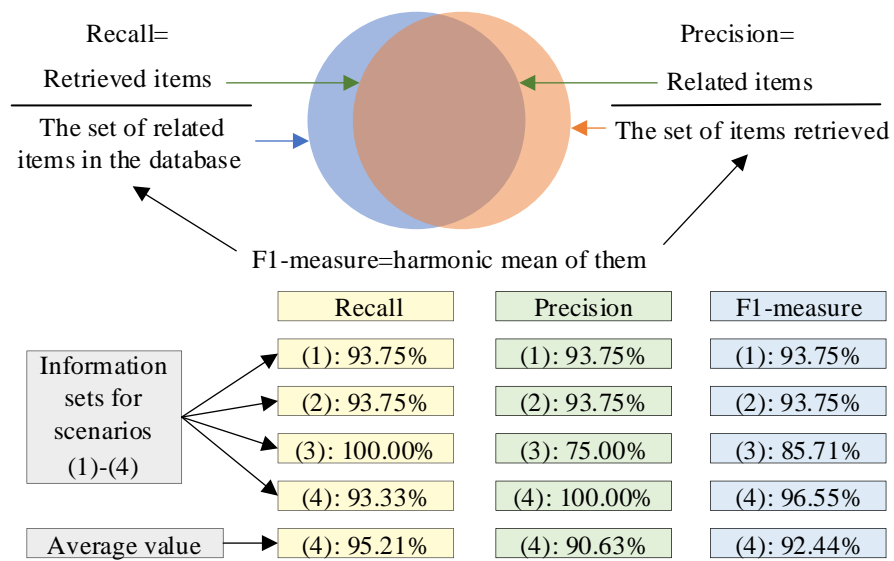 Recall=
Retrieved items
The set of related
items in the database
Precision=
Related items
The set of items retrieved
F1-measure=harmonic mean of them
Recall
Precision
F1-measure
Information
sets for
scenarios
(1)-(4)
(1): 93.75%
(1): 93.75%
(1): 93.75%
(2): 93.75%
(2): 93.75%
(2): 93.75%
(3): 100.00%
(3): 75.00%
(3): 85.71%
(4): 93.33%
(4): 100.00%
(4): 96.55%
Average value
(4): 95.21%
(4): 90.63%
(4): 92.44%